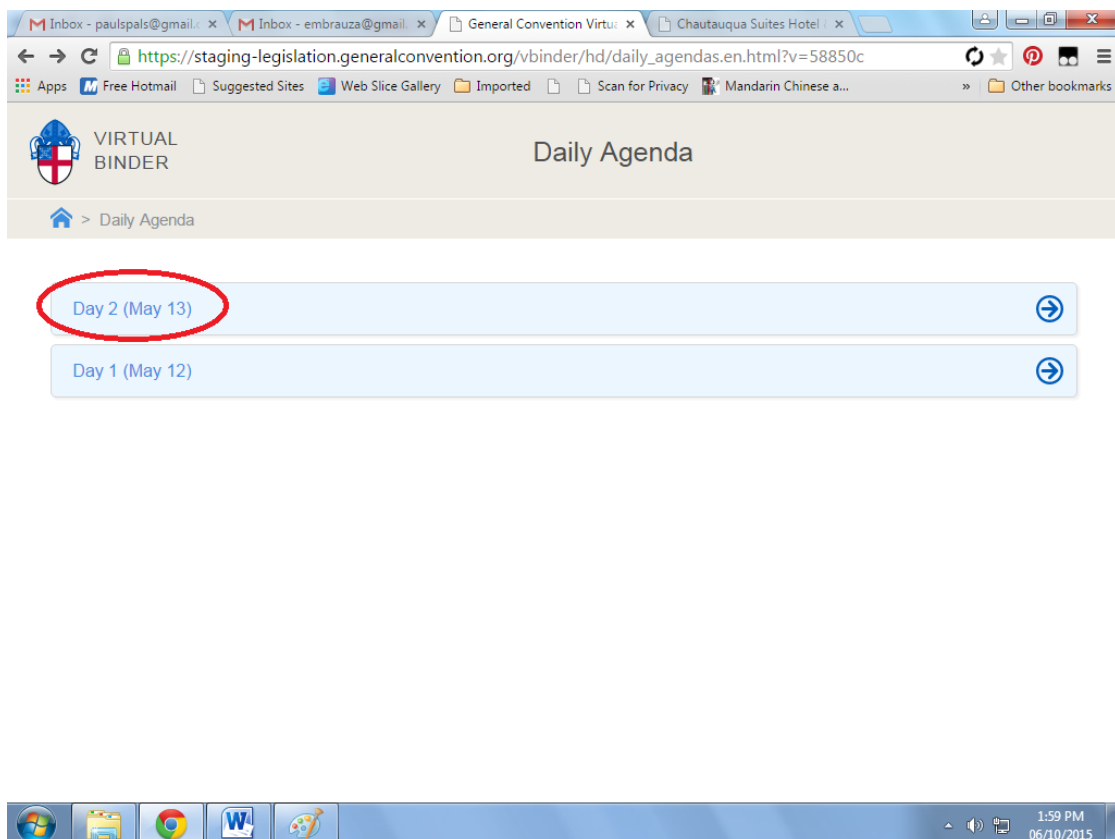 Inbox - paulspals@gmail.c
Inbox - embrauza@gmail.
General Convention Virtua
Chautauqua Suites Hotel /
https://staging-legislation.generalconvention.org/vbinder/hd/daily_agendas.en.html?v=58850c
Apps Free Hotmail Suggested Sites Web Slice Gallery Imported Scan for Privacy Mandarin Chinese a... » Other bookmarks
VIRTUAL
BINDER
Daily Agenda
> Daily Agenda
Day 2 (May 13)
Day 1 (May 12)
1:59 PM
06/10/2015